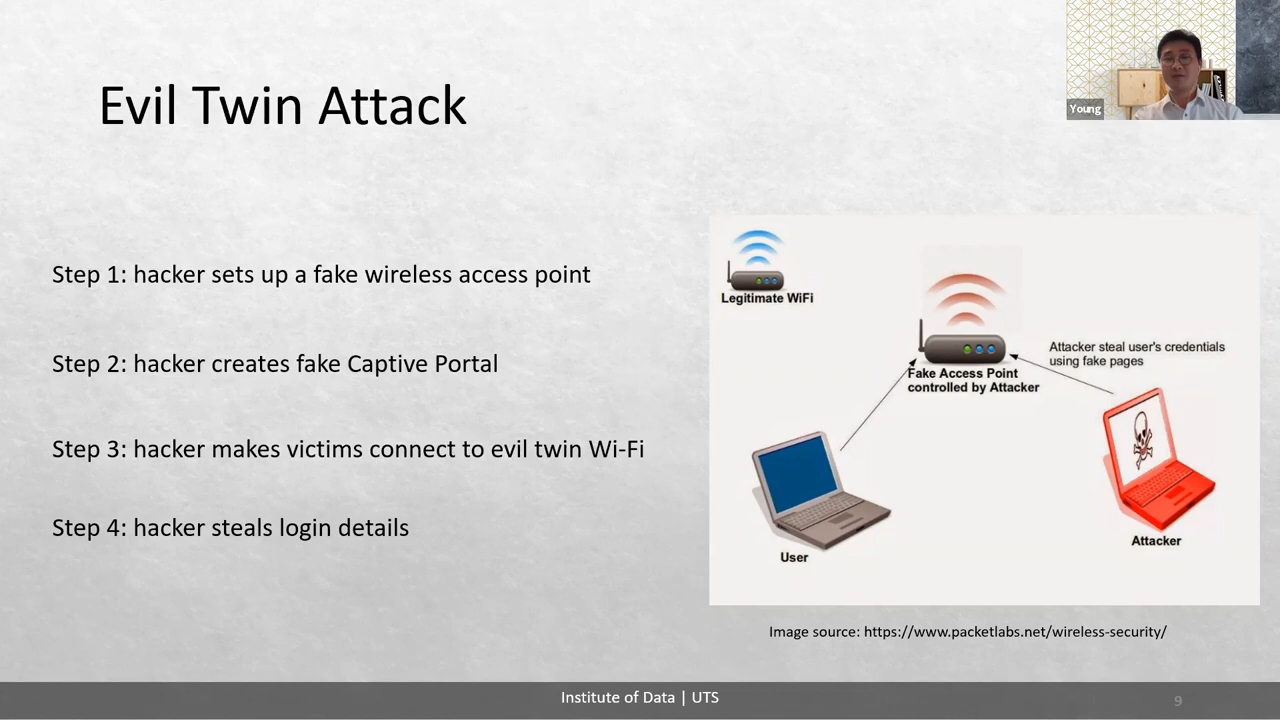 Young
Evil Twin Attack
Step 1: hacker sets up a fake wireless access point
Step 2: hacker creates fake Captive Portal
Step 3: hacker makes victims connect to evil twin Wi-Fi
Step 4: hacker steals login details
Legitimate WiFi
Fake Access Point
controlled by Attacker
Attacker steal user's credentials
using fake pages
User
Attacker
Image source: https://www.packetlabs.net/wireless-security/
Institute of Data | UTS
9